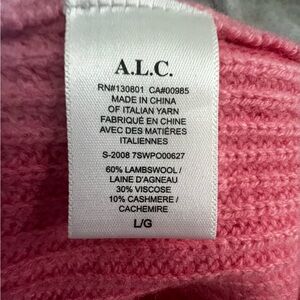 A.L.C.
RN#130801 CA#00985
MADE IN CHINA
OF ITALIAN YARN
FABRIQUÉ EN CHINE
AVEC DES MATIÈRES
ITALIENNES
S-2008 7SWPO00627
60% LAMBSWOOL /
LAINE D'AGNEAU
30% VISCOSE
10% CASHMERE /
CACHEMIRE
L/G